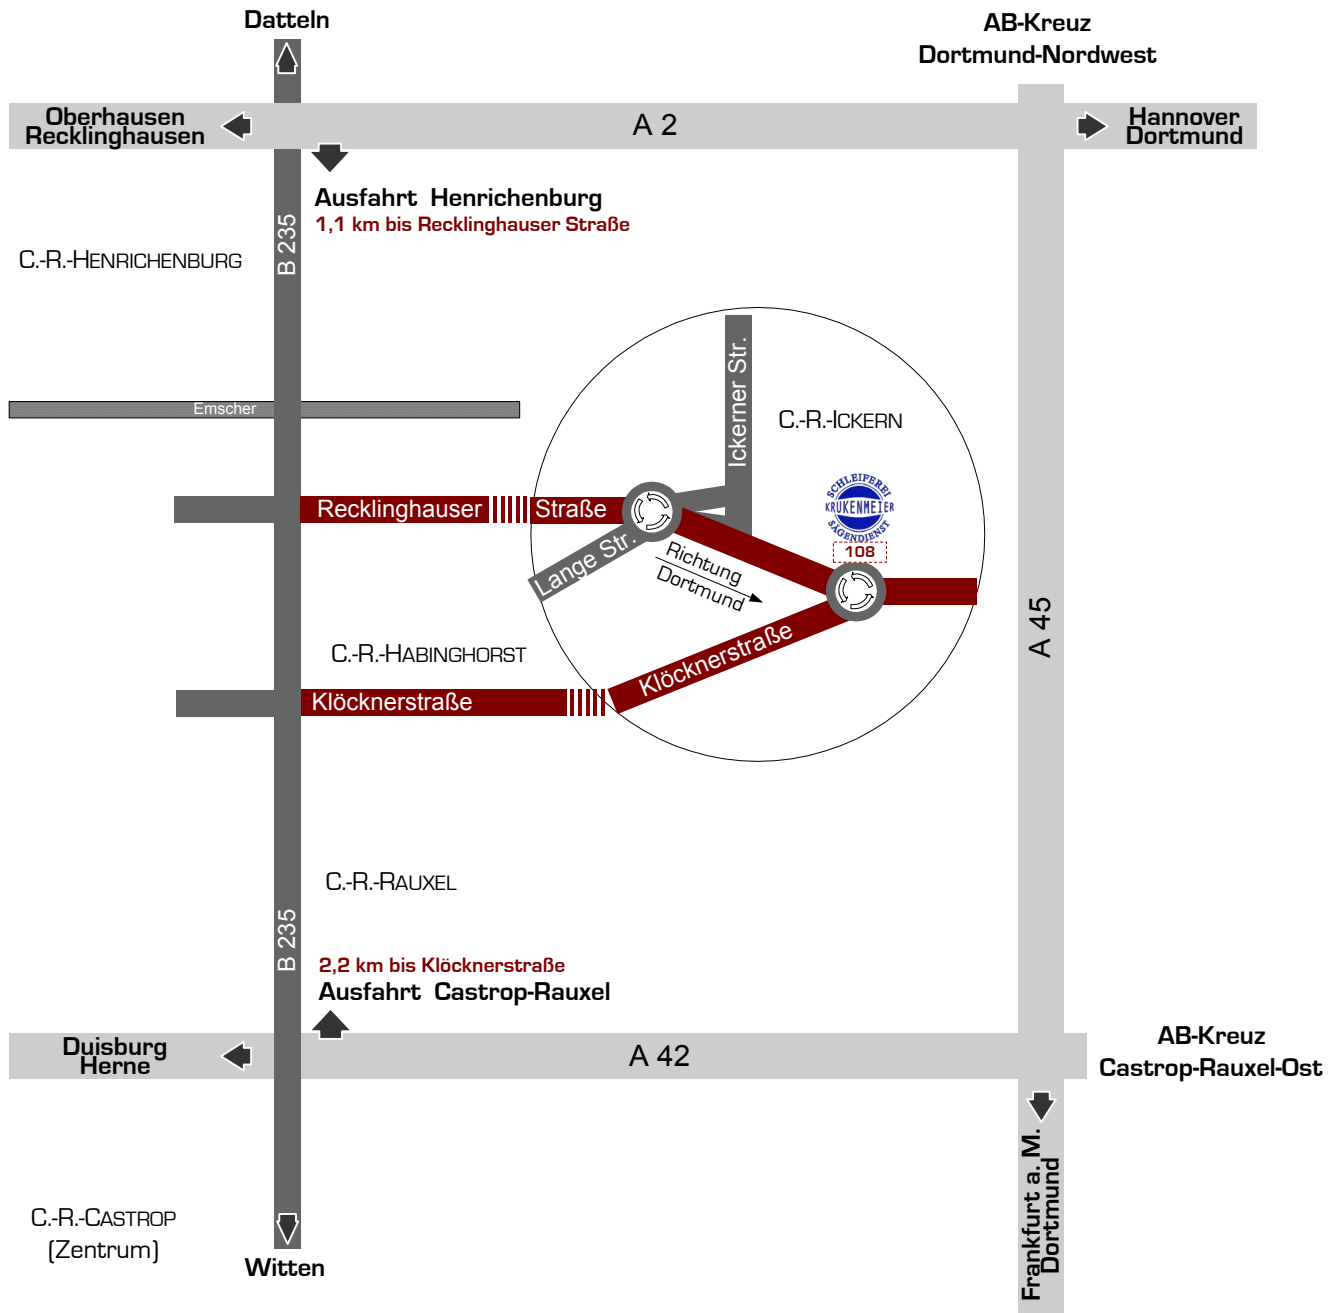 Datteln
AB-Kreuz
Dortmund-Nordwest
Oberhausen
Recklinghausen
A 2
Hannover
Dortmund
Ausfahrt Henrichenburg
1,1 km bis Recklinghauser Straße
B 235
C.-R.-HENRICHENBURG
Emscher
Ickerner Str.
C.-R.-ICKERN
SCHLEIFEREI
KRUKENMEIER
SÄGENDIENST
108
Recklinghauser Straße
Lange Str.
Richtung
Dortmund
A 45
C.-R.-HABINGHORST
Klöcknerstraße
Klöcknerstraße
C.-R.-RAUXEL
B 235
2,2 km bis Klöcknerstraße
Ausfahrt Castrop-Rauxel
Duisburg
Herne
A 42
AB-Kreuz
Castrop-Rauxel-Ost
Frankfurt a. M.
Dortmund
C.-R.-CASTROP
(Zentrum)
Witten